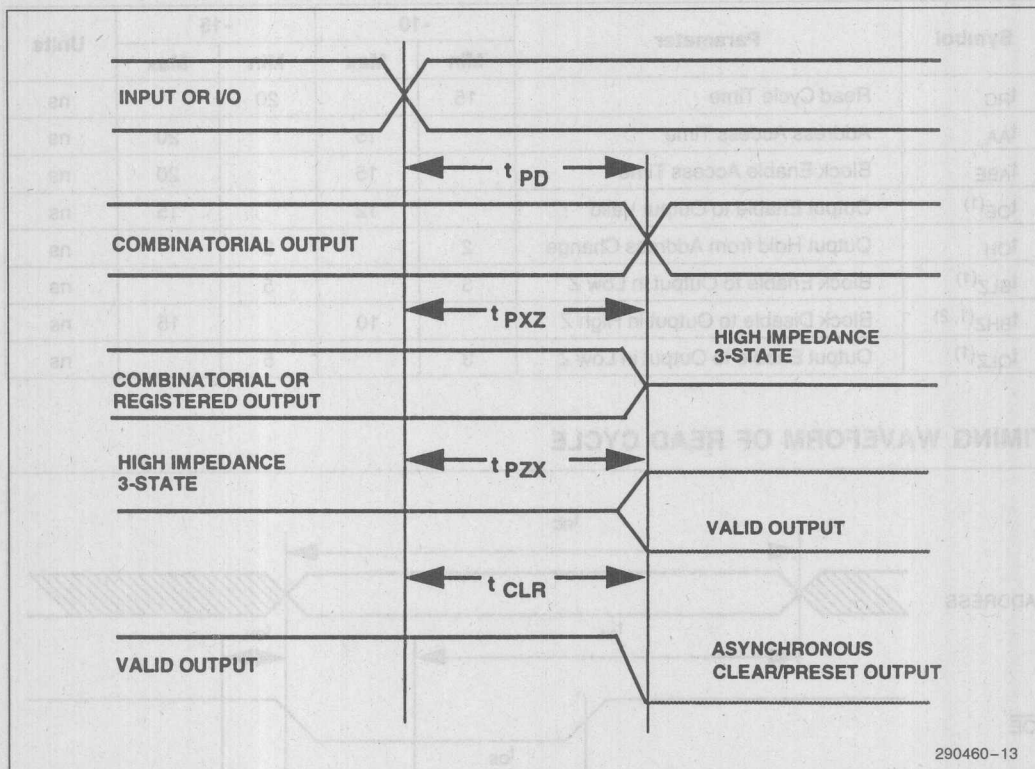 INPUT OR I/O
t PD
COMBINATORIAL OUTPUT
t PXZ
HIGH IMPEDANCE
3-STATE
COMBINATORIAL OR
REGISTERED OUTPUT
HIGH IMPEDANCE
3-STATE
t PZX
VALID OUTPUT
t CLR
VALID OUTPUT
ASYNCHRONOUS
CLEAR/PRESET OUTPUT
290460–13